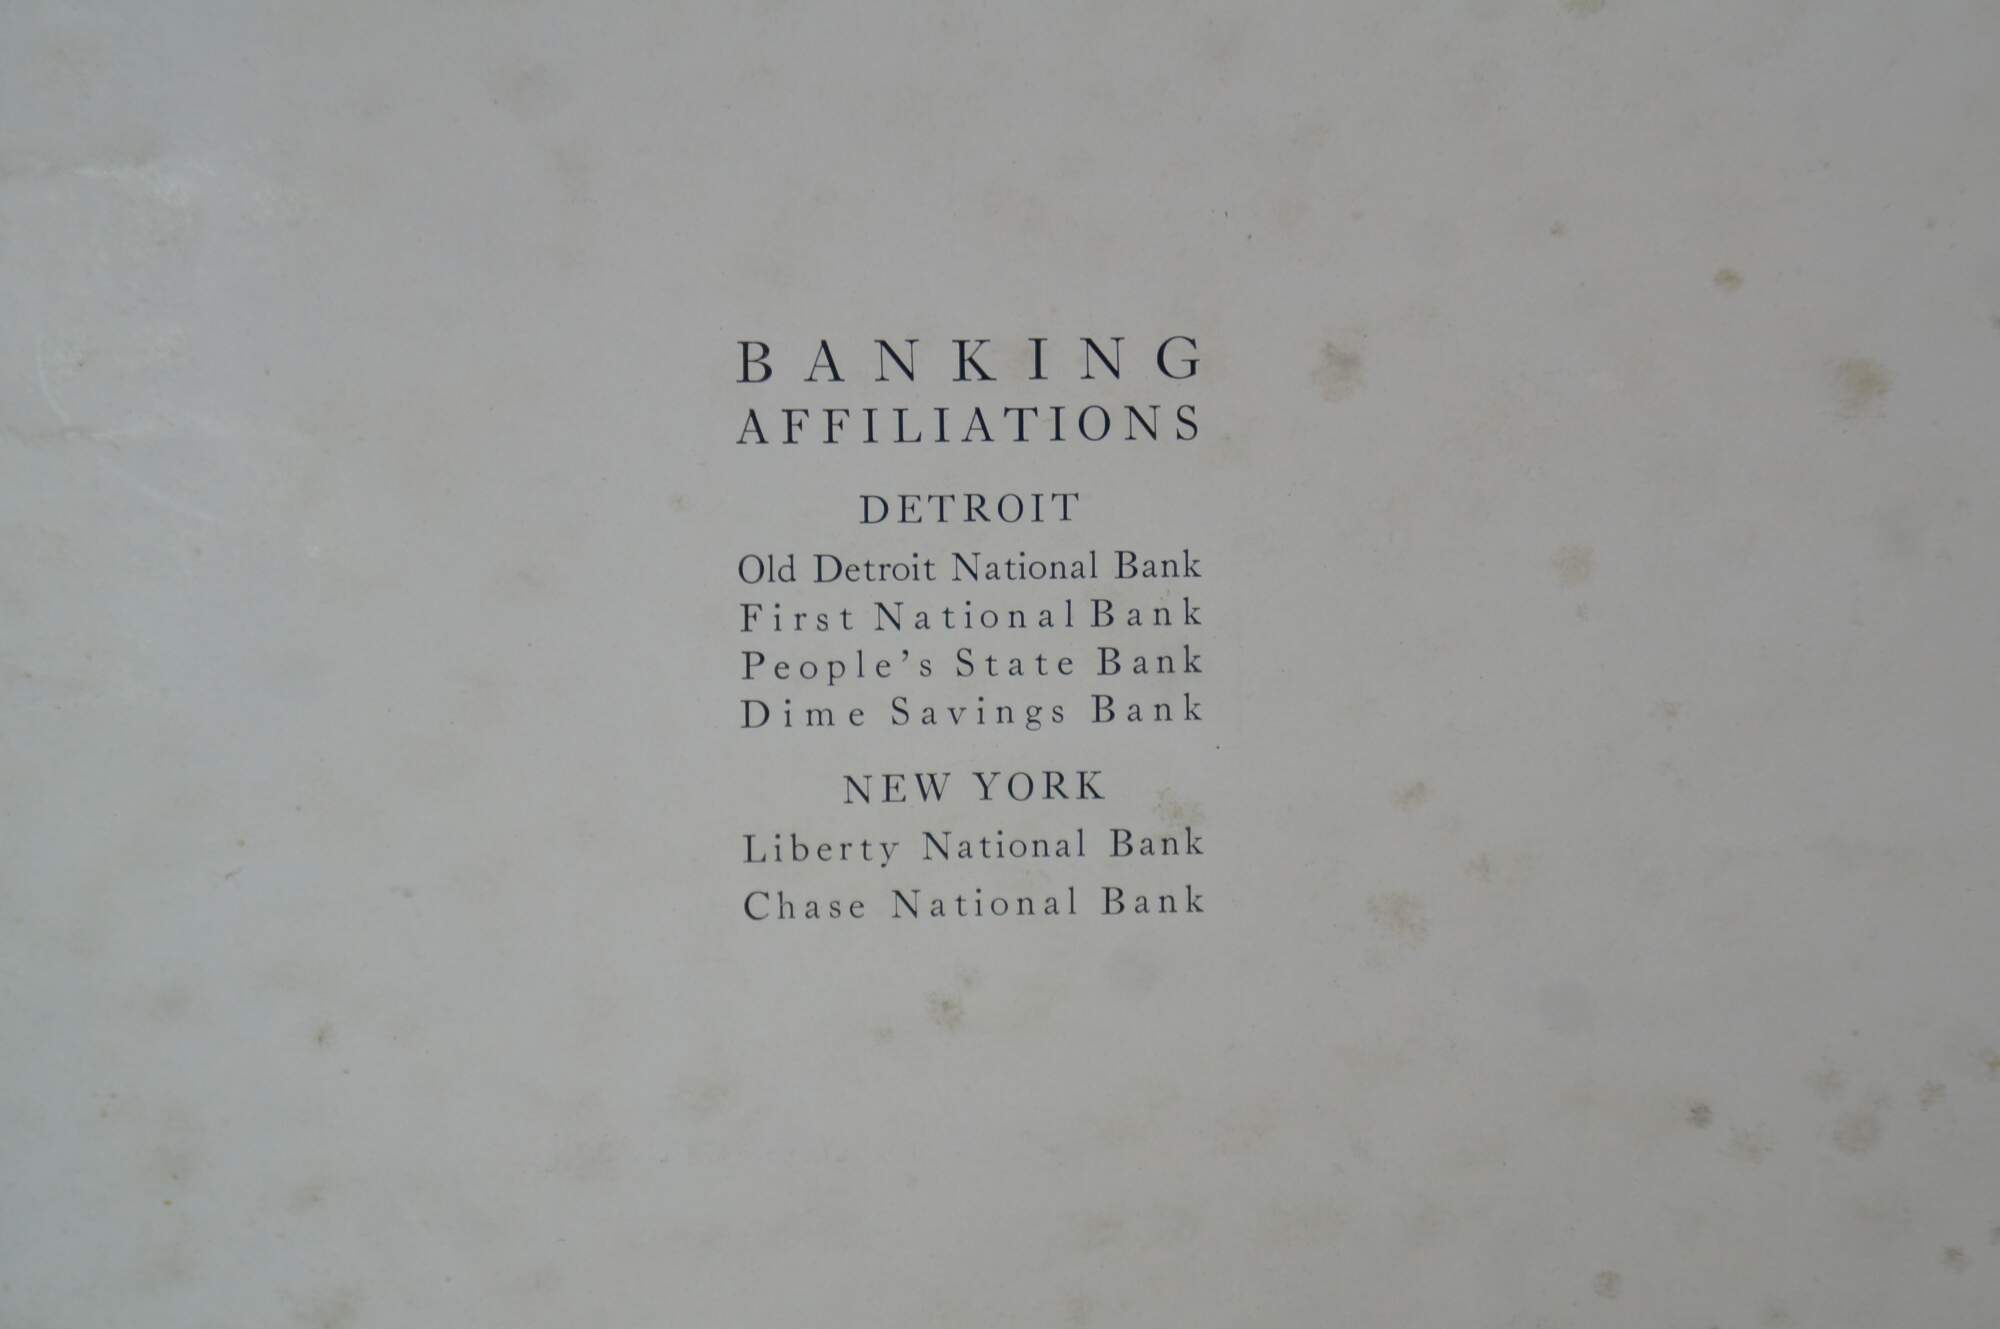 BANKING
AFFILIATIONS
DETROIT
Old Detroit National Bank
First National Bank
People’s State Bank
Dime Savings Bank
NEW YORK
Liberty National Bank
Chase National Bank